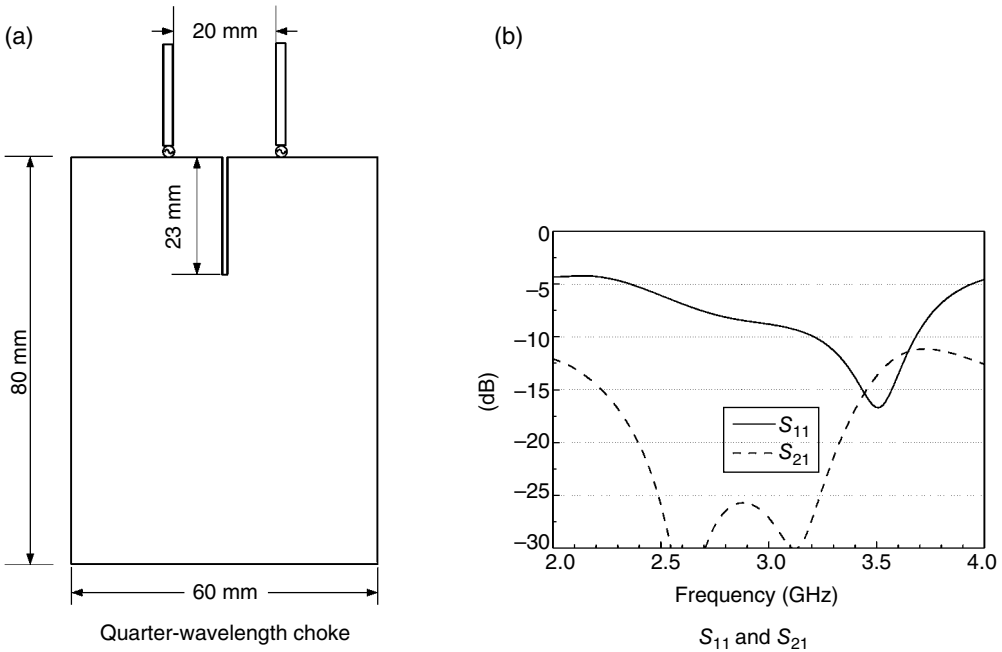 (a)
20 mm
23 mm
80 mm
60 mm
Quarter-wavelength choke
(b)
0
–5
–10
–15
–20
–25
–30
(dB)
S11
S21
2.0 2.5 3.0 3.5 4.0
Frequency (GHz)
S11 and S21